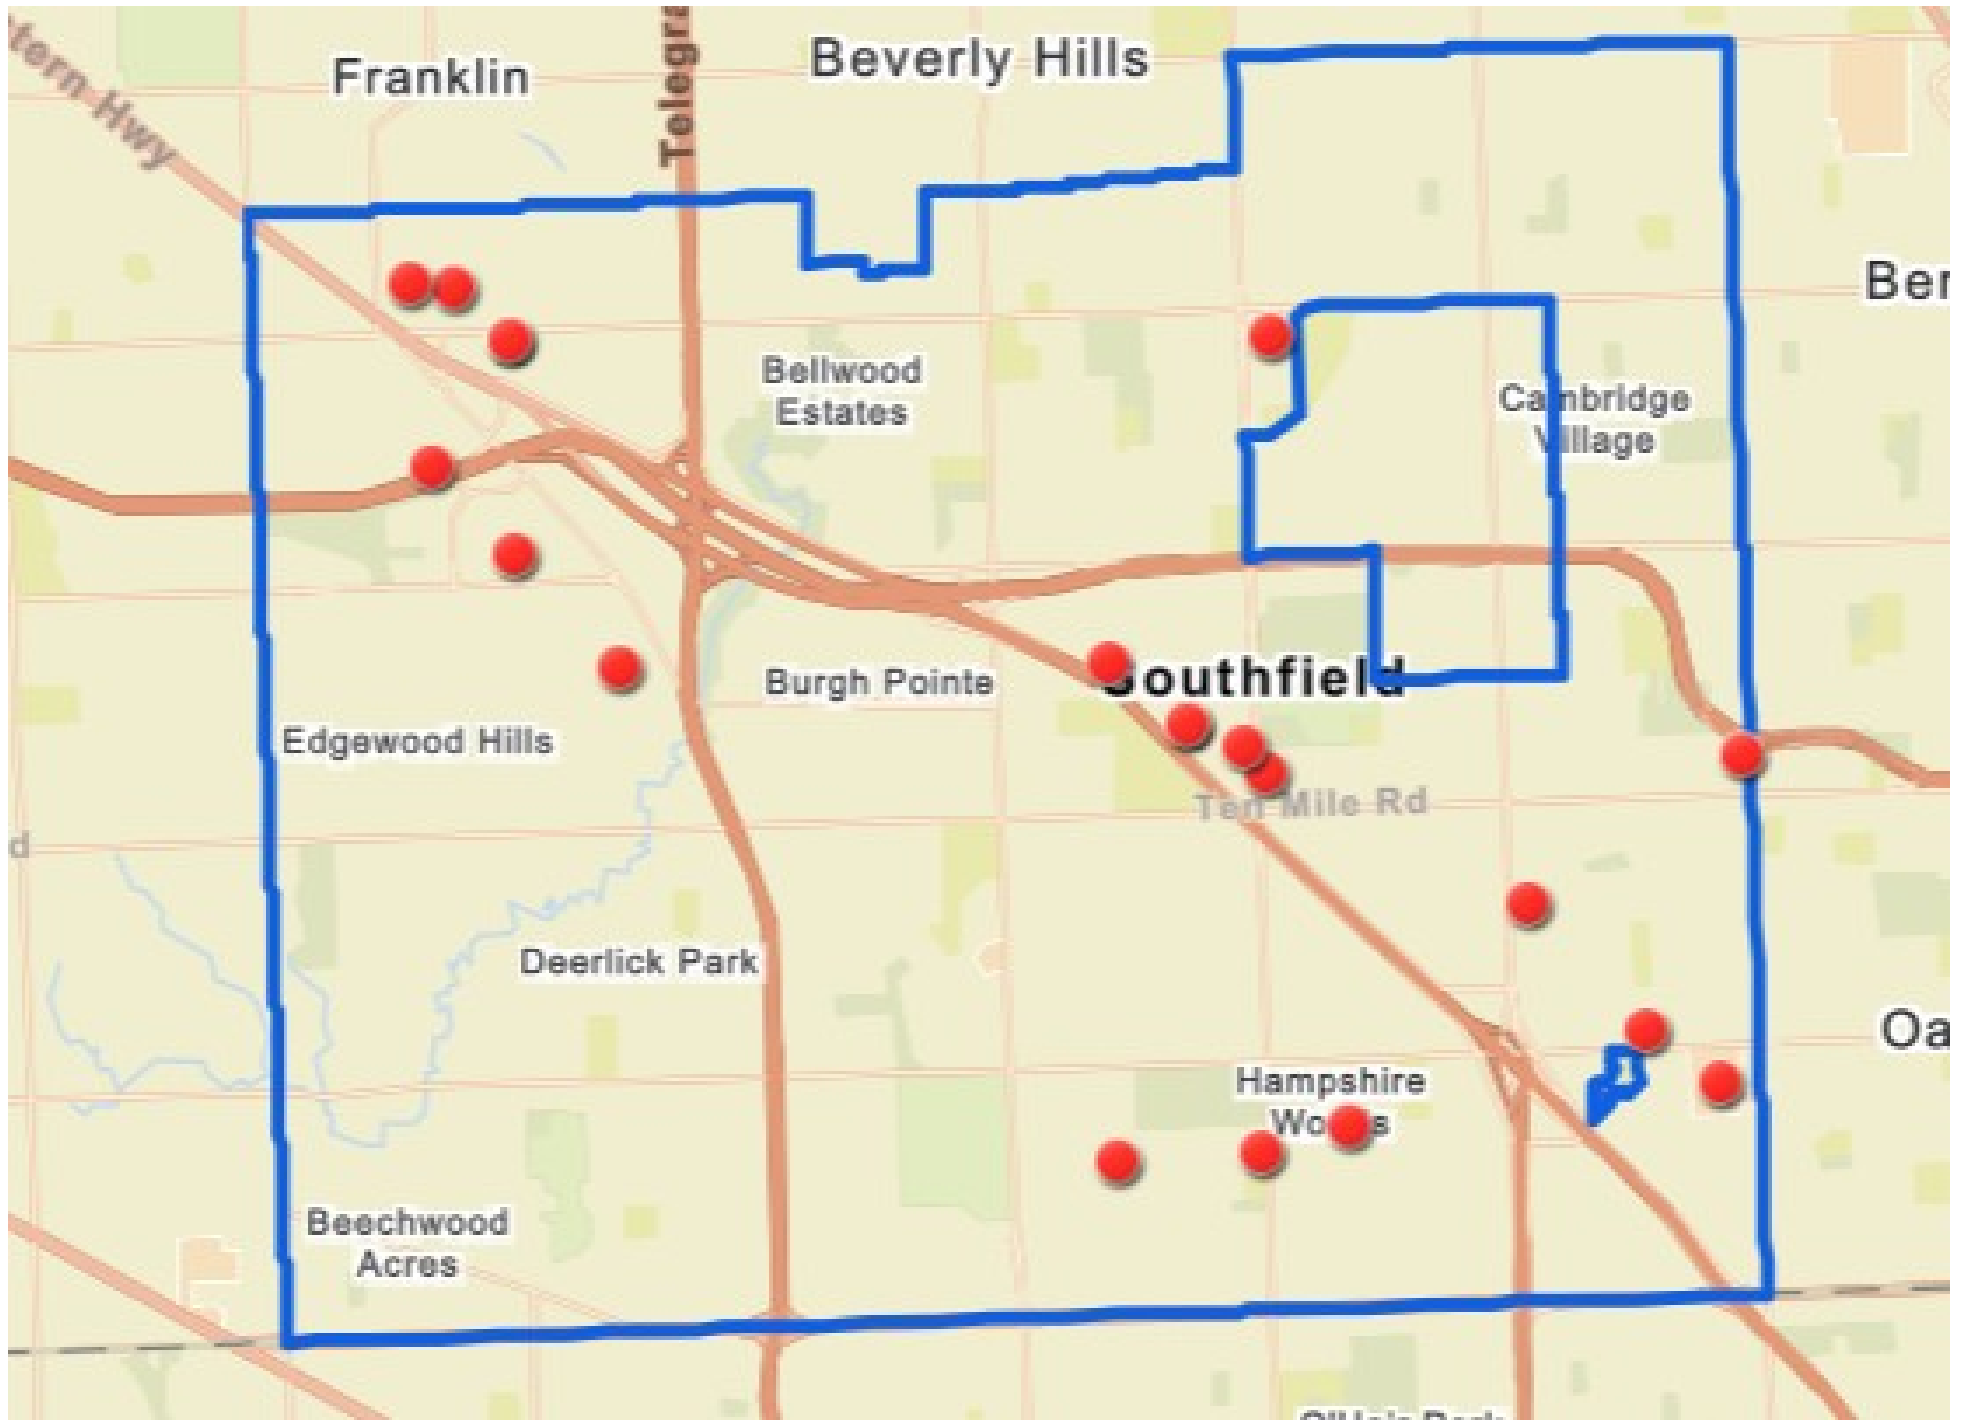 tern Hwy
Franklin
Telegra
Beverly Hills
Ber
Bellwood
Estates
Cambridge
Village
Southfield
Burgh Pointe
Edgewood Hills
Ten Mile Rd
d
Deerlick Park
Oa
Hampshire
Beechwood
Acres